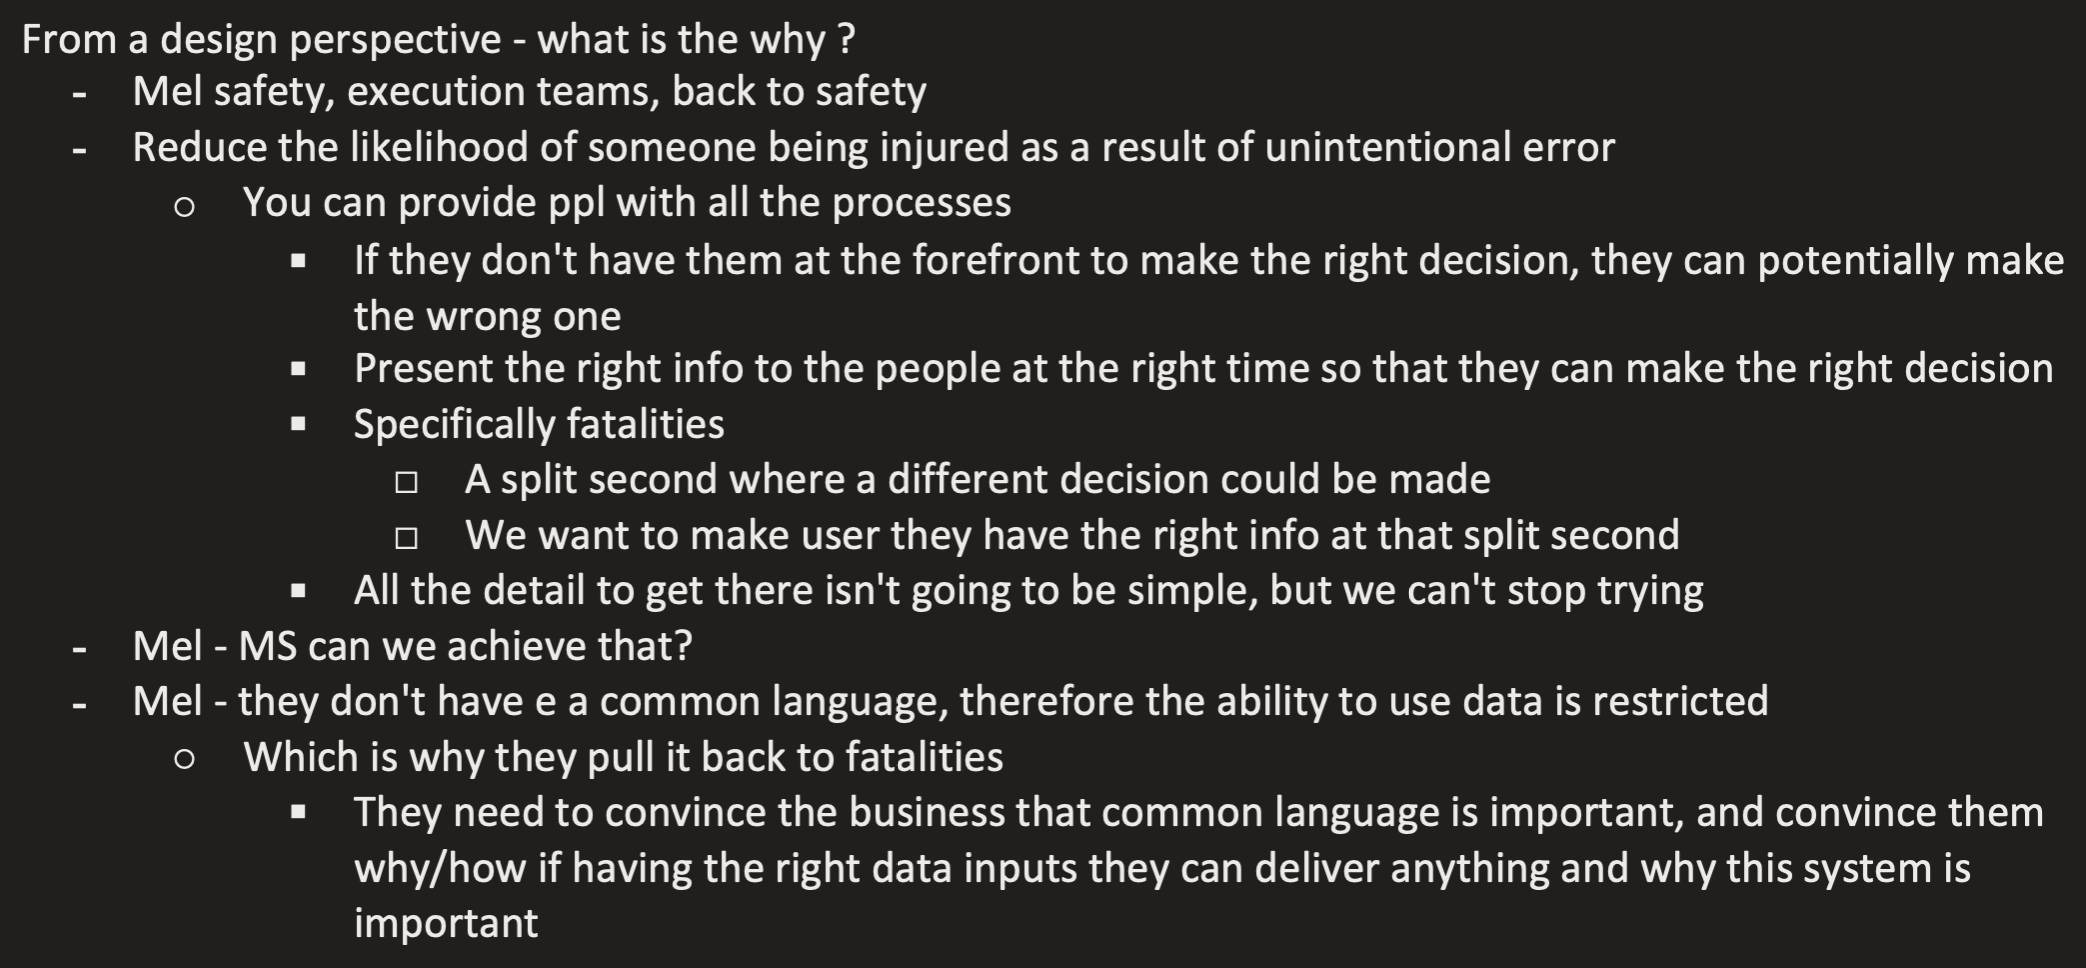 From a design perspective - what is the why ?
- Mel safety, execution teams, back to safety
- Reduce the likelihood of someone being injured as a result of unintentional error
○ You can provide ppl with all the processes
▪ If they don't have them at the forefront to make the right decision, they can potentially make
the wrong one
▪ Present the right info to the people at the right time so that they can make the right decision
▪ Specifically fatalities
□ A split second where a different decision could be made
□ We want to make user they have the right info at that split second
▪ All the detail to get there isn't going to be simple, but we can't stop trying
- Mel - MS can we achieve that?
- Mel - they don't have e a common language, therefore the ability to use data is restricted
○ Which is why they pull it back to fatalities
▪ They need to convince the business that common language is important, and convince them
why/how if having the right data inputs they can deliver anything and why this system is
important